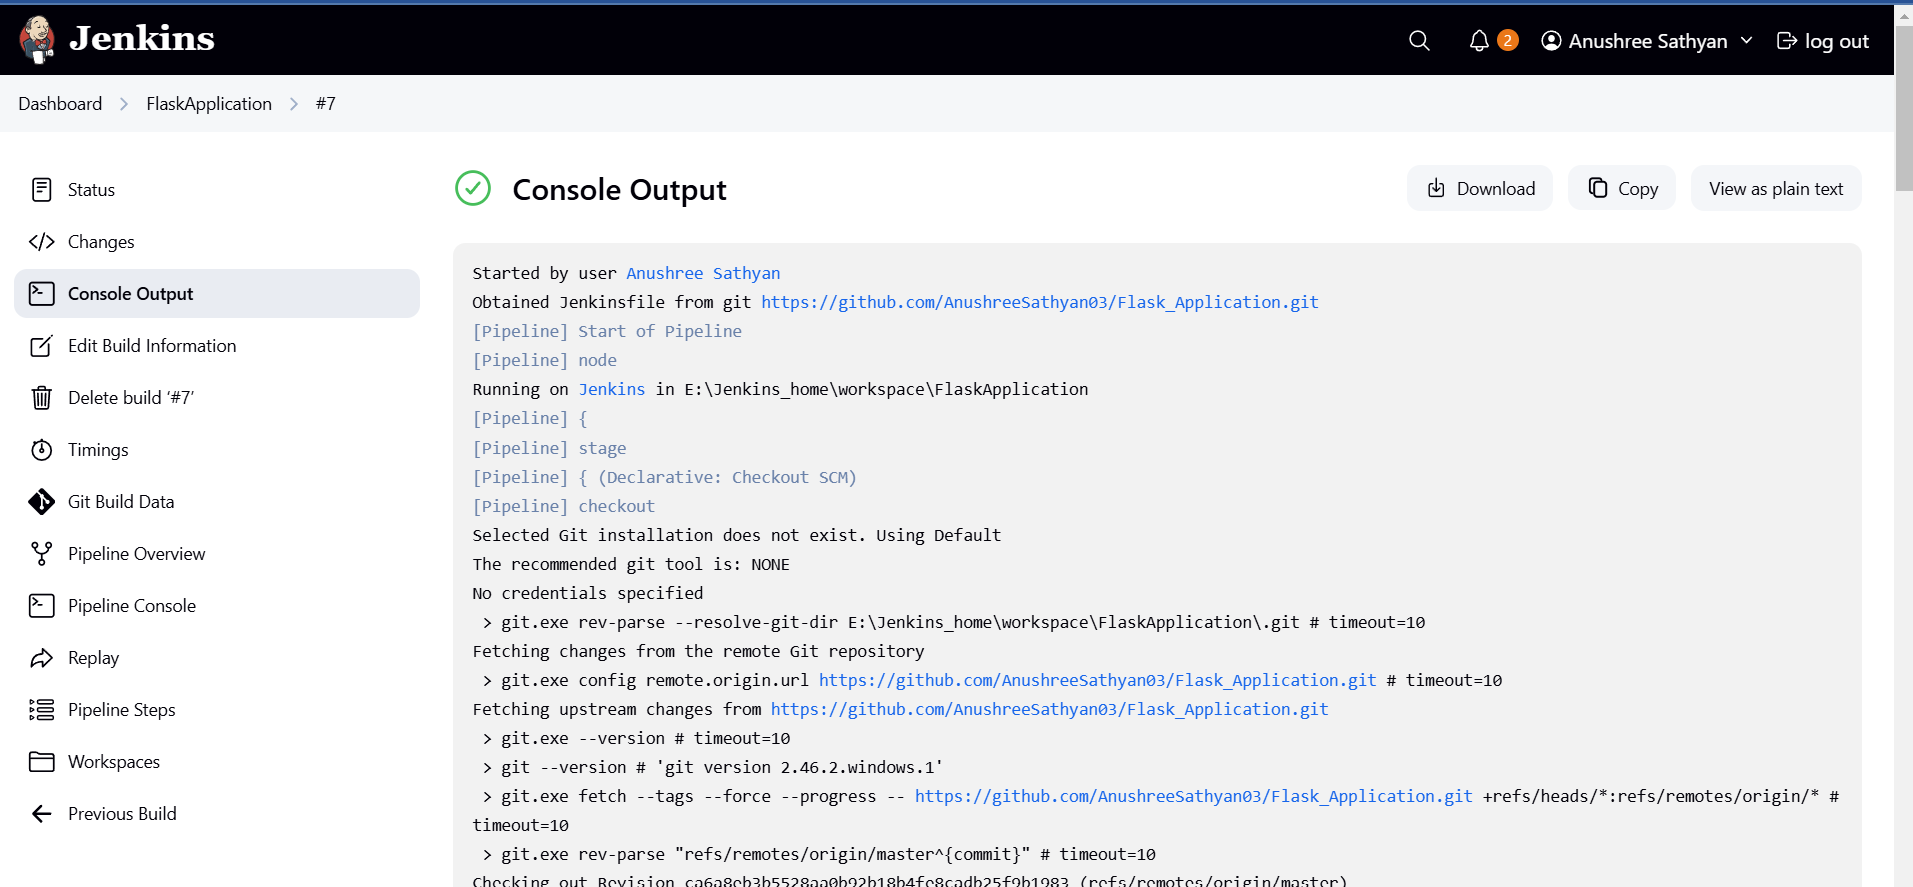 Jenkins
2
Anushree Sathyan
log out
Dashboard
FlaskApplication
#7
Status
Changes
Console Output
Edit Build Information
Delete build ‘#7’
Timings
Git Build Data
Pipeline Overview
Pipeline Console
Replay
Pipeline Steps
Workspaces
Previous Build
Console Output
Download
Copy
View as plain text
Started by user Anushree Sathyan
Obtained Jenkinsfile from git https://github.com/AnushreeSathyan03/Flask_Application.git
[Pipeline] Start of Pipeline
[Pipeline] node
Running on Jenkins in E:\Jenkins_home\workspace\FlaskApplication
[Pipeline] {
[Pipeline] stage
[Pipeline] { (Declarative: Checkout SCM)
[Pipeline] checkout
Selected Git installation does not exist. Using Default
The recommended git tool is: NONE
No credentials specified
> git.exe rev-parse --resolve-git-dir E:\Jenkins_home\workspace\FlaskApplication\.git # timeout=10
Fetching changes from the remote Git repository
> git.exe config remote.origin.url https://github.com/AnushreeSathyan03/Flask_Application.git # timeout=10
Fetching upstream changes from https://github.com/AnushreeSathyan03/Flask_Application.git
> git.exe --version # timeout=10
> git --version # 'git version 2.46.2.windows.1'
> git.exe fetch --tags --force --progress -- https://github.com/AnushreeSathyan03/Flask_Application.git +refs/heads/*:refs/remotes/origin/* #
timeout=10
> git.exe rev-parse "refs/remotes/origin/master^{commit}" # timeout=10
Checking out Revision ca6a8eb3b5528aa0b92b18b4fe8cadb25f9b1983 (refs/remotes/origin/master)